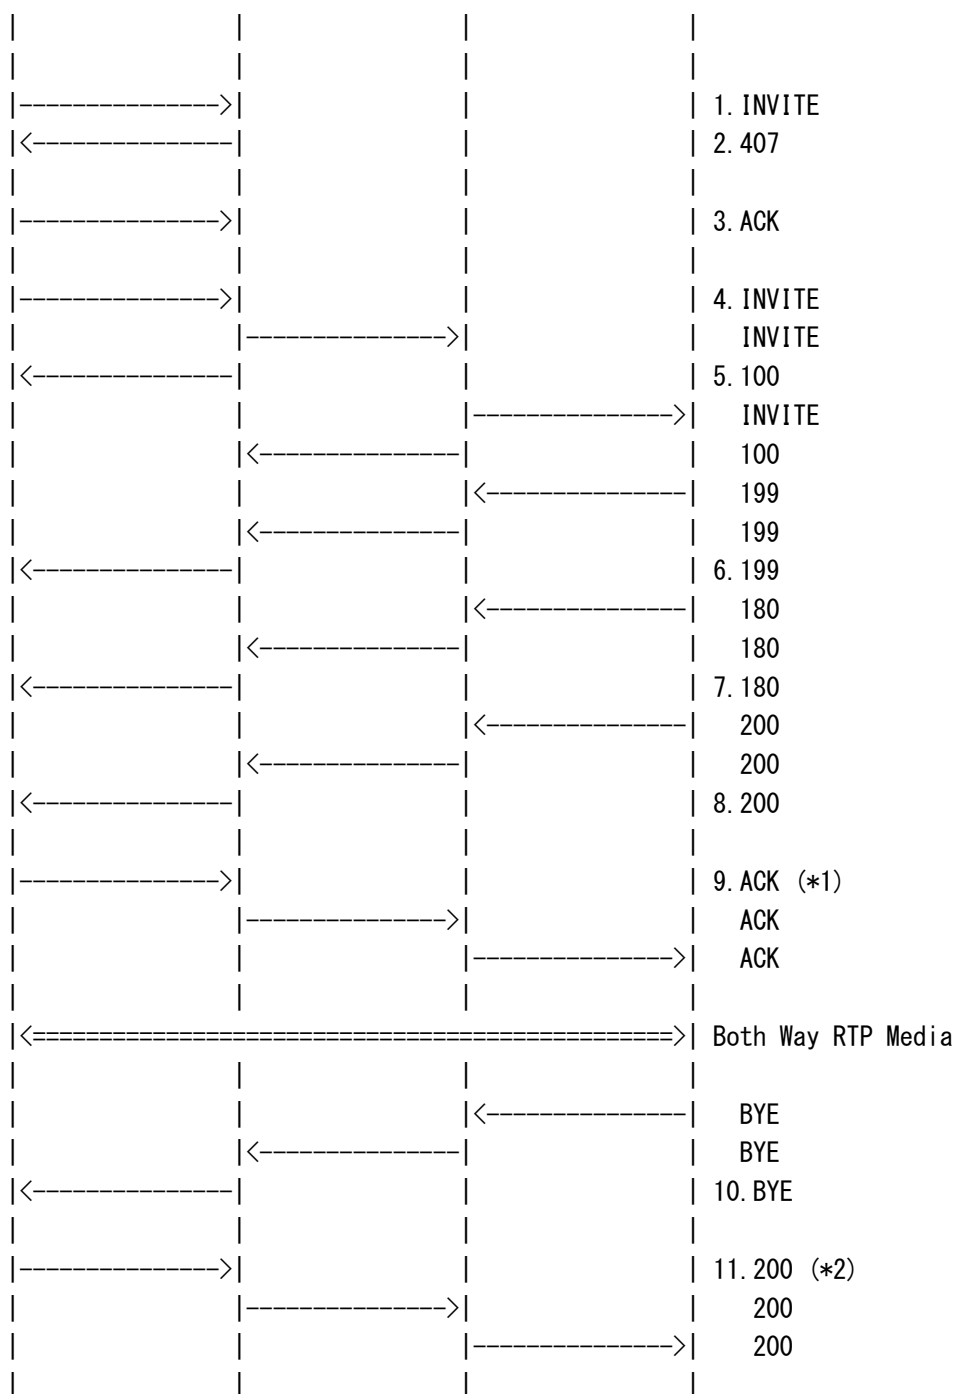 1. INVITE
2. 407
3. ACK
4. INVITE
INVITE
5. 100
INVITE
100
199
199
6. 199
180
180
7. 180
200
200
8. 200
9. ACK (*1)
ACK
ACK
Both Way RTP Media
BYE
BYE
10. BYE
11. 200 (*2)
200
200